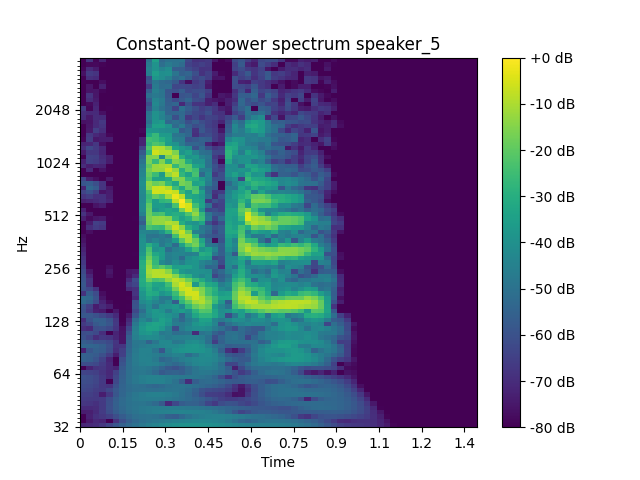 Constant-Q power spectrum speaker_5
Hz
2048
1024
512
256
128
64
32
0 0.15 0.3 0.45 0.6 0.75 0.9 1.1 1.2 1.4
Time
+0 dB
-10 dB
-20 dB
-30 dB
-40 dB
-50 dB
-60 dB
-70 dB
-80 dB